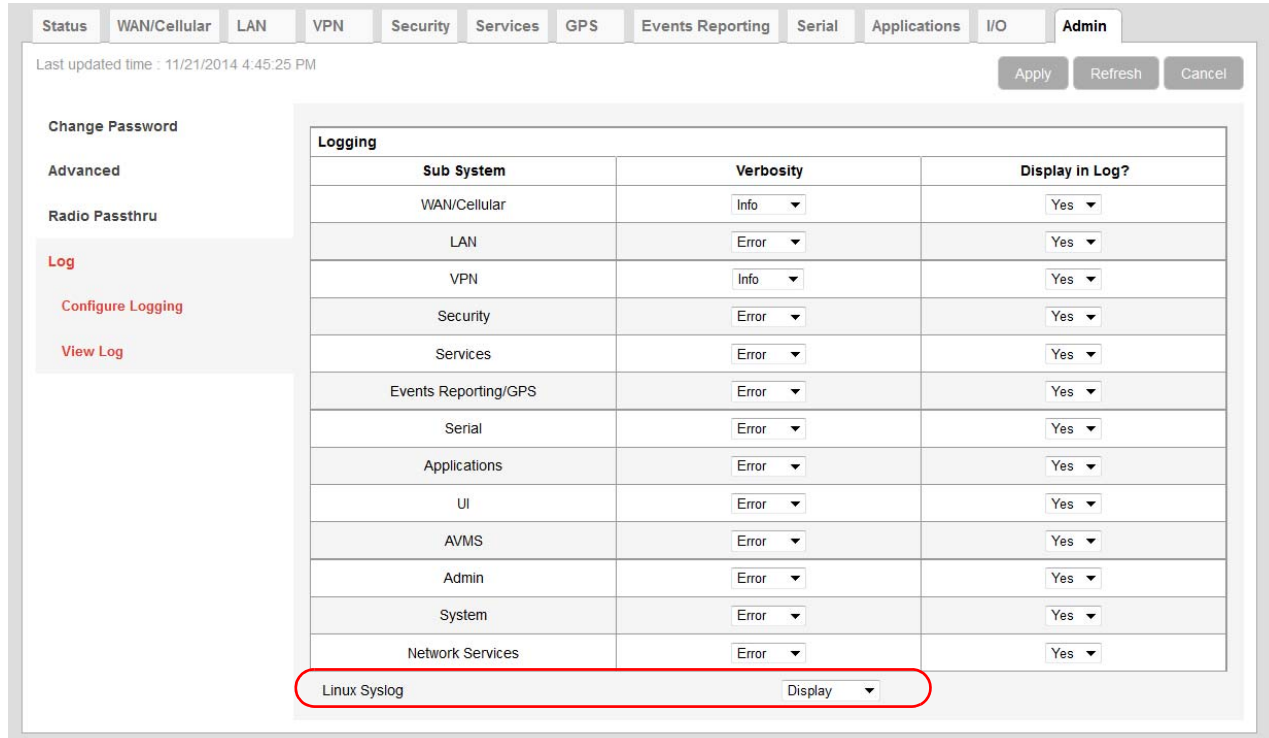 Status WAN/Cellular LAN VPN Security Services GPS Events Reporting Serial Applications I/O Admin
Last updated time : 11/21/2014 4:45:25 PM
Apply Refresh Cancel
Change Password
Advanced
Radio Passthru
Log
Configure Logging
View Log
Logging
Sub System Verbosity Display in Log?
WAN/Cellular Info Yes
LAN Error Yes
VPN Info Yes
Security Error Yes
Services Error Yes
Events Reporting/GPS Error Yes
Serial Error Yes
Applications Error Yes
UI Error Yes
AVMS Error Yes
Admin Error Yes
System Error Yes
Network Services Error Yes
Linux Syslog Display